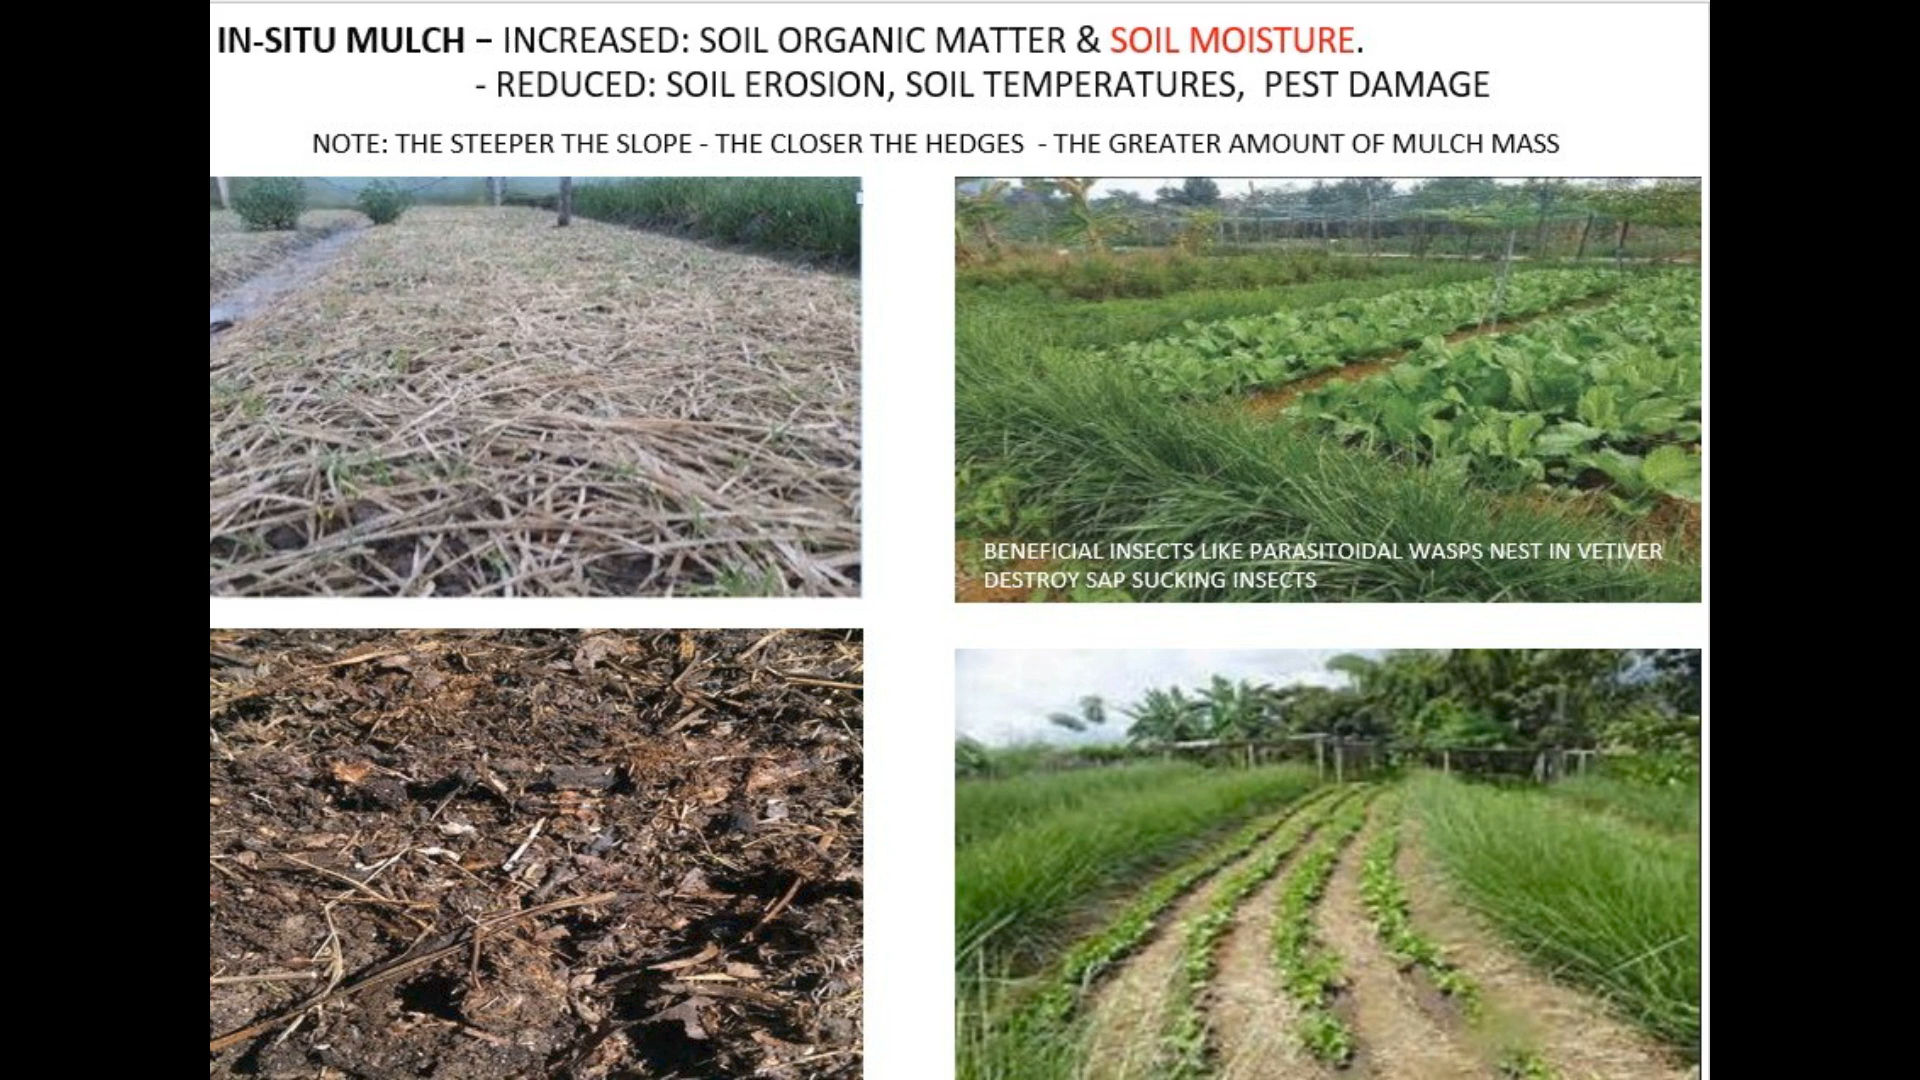 IN-SITU MULCH – INCREASED: SOIL ORGANIC MATTER & SOIL MOISTURE.
- REDUCED: SOIL EROSION, SOIL TEMPERATURES, PEST DAMAGE
NOTE: THE STEEPER THE SLOPE - THE CLOSER THE HEDGES - THE GREATER AMOUNT OF MULCH MASS
BENEFICIAL INSECTS LIKE PARASITOIDAL WASPS NEST IN VETIVER
DESTROY SAP SUCKING INSECTS